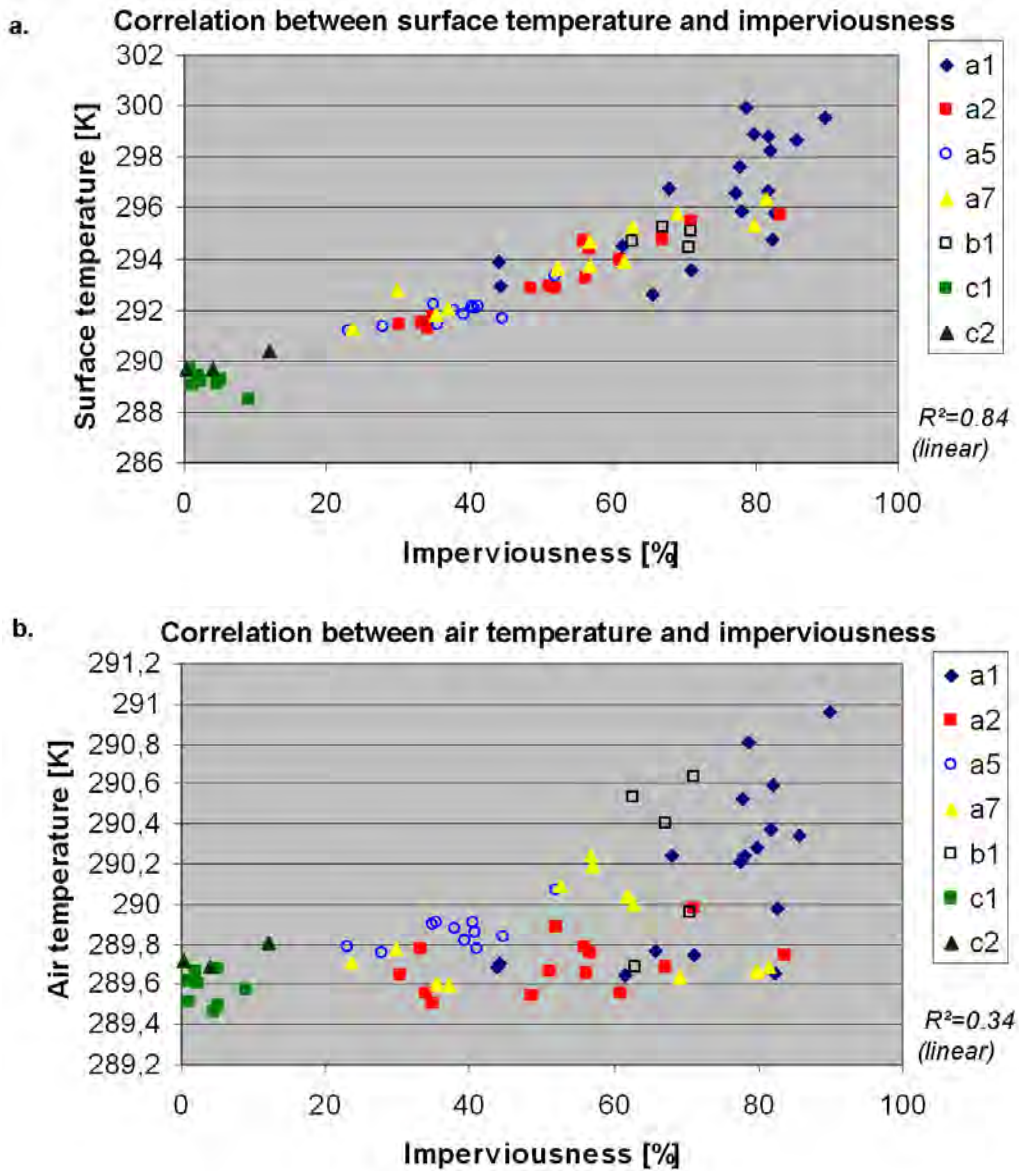 a.
Correlation between surface temperature and imperviousness
Surface temperature [K]
302
300
298
296
294
292
290
288
286
0 20 40 60 80 100
Imperviousness [%]
a1
a2
a5
a7
b1
c1
c2
R²=0.84
(linear)
b.
Correlation between air temperature and imperviousness
Air temperature [K]
291,2
291
290,8
290,6
290,4
290,2
290
289,8
289,6
289,4
289,2
0 20 40 60 80 100
Imperviousness [%]
a1
a2
a5
a7
b1
c1
c2
R²=0.34
(linear)